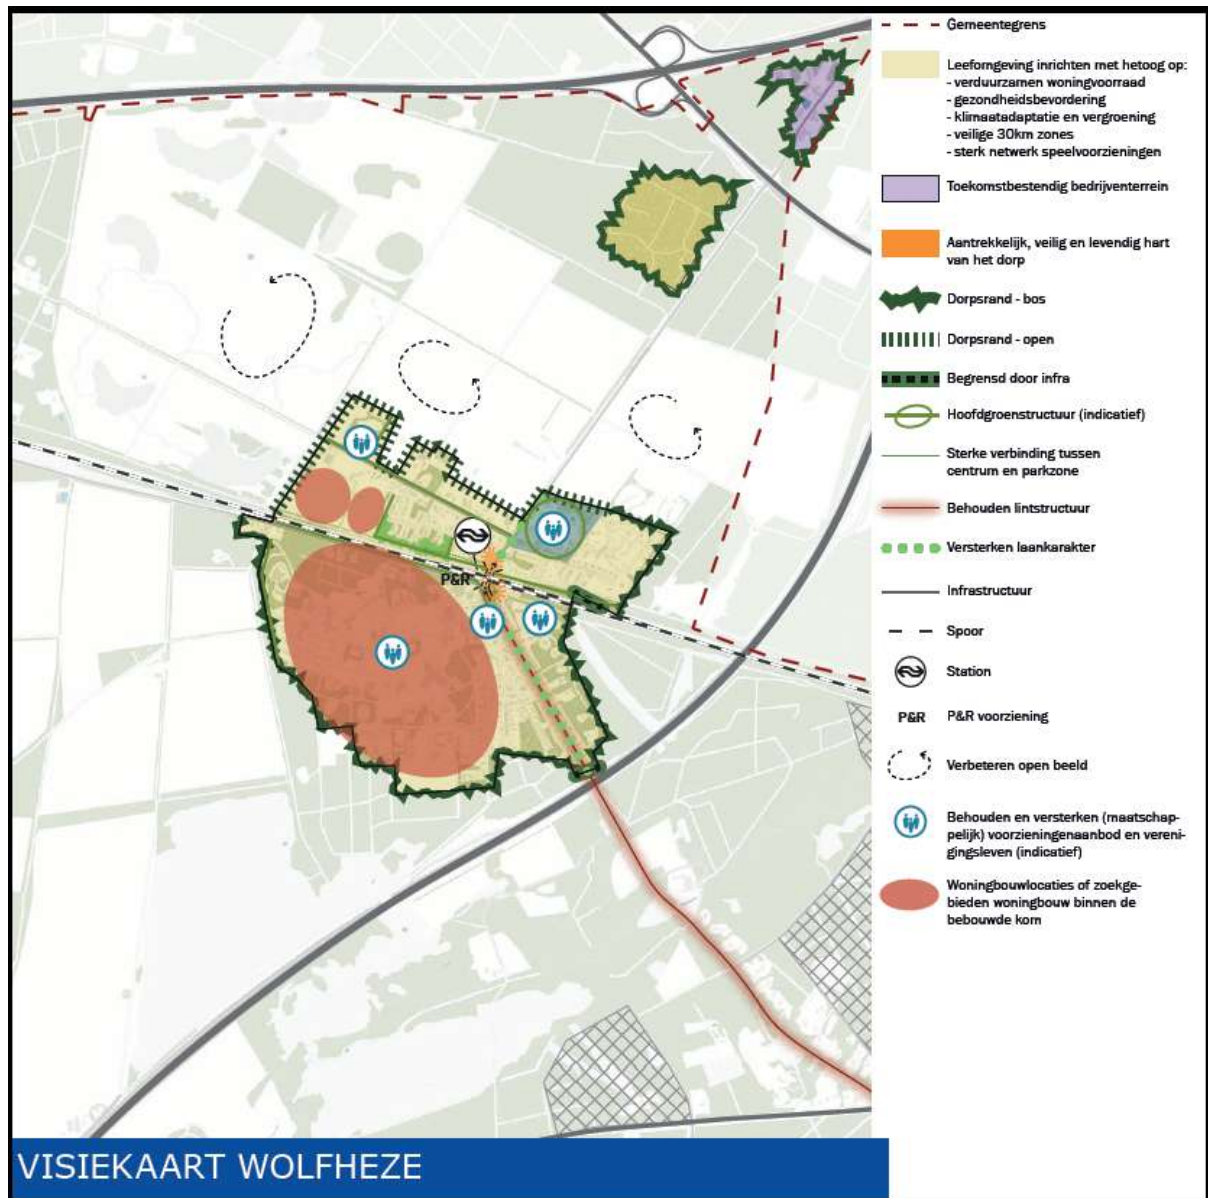 Gemeentegrens
Leefomgeving inrichten met hetoog op:
- verduurzamen woningvoorraad
- gezondheidsbevordering
- klimaatadaptatie en vergroening
- veilige 30km zones
- sterk netwerk speelvoorzieningen
Toekomstbestendig bedrijventerrein
Aantrekkelijk, veilig en levendig hart
van het dorp
Dorpsrand - bos
Dorpsrand - open
Begrensd door infra
Hoofdgroenstructuur (indicatief)
Sterke verbinding tussen
centrum en parkzone
Behouden lintstructuur
Versterken laankarakter
Infrastructuur
Spoor
Station
P&R
P&R voorziening
Verbeteren open beeld
Behouden en versterken (maatschap-
pelijk) voorzieningenaanbod en vereni-
gingsleven (indicatief)
Woningbouwlocaties of zoekge-
bieden woningbouw binnen de
bebouwde kom
P&R
VISIEKAART WOLFHEZE